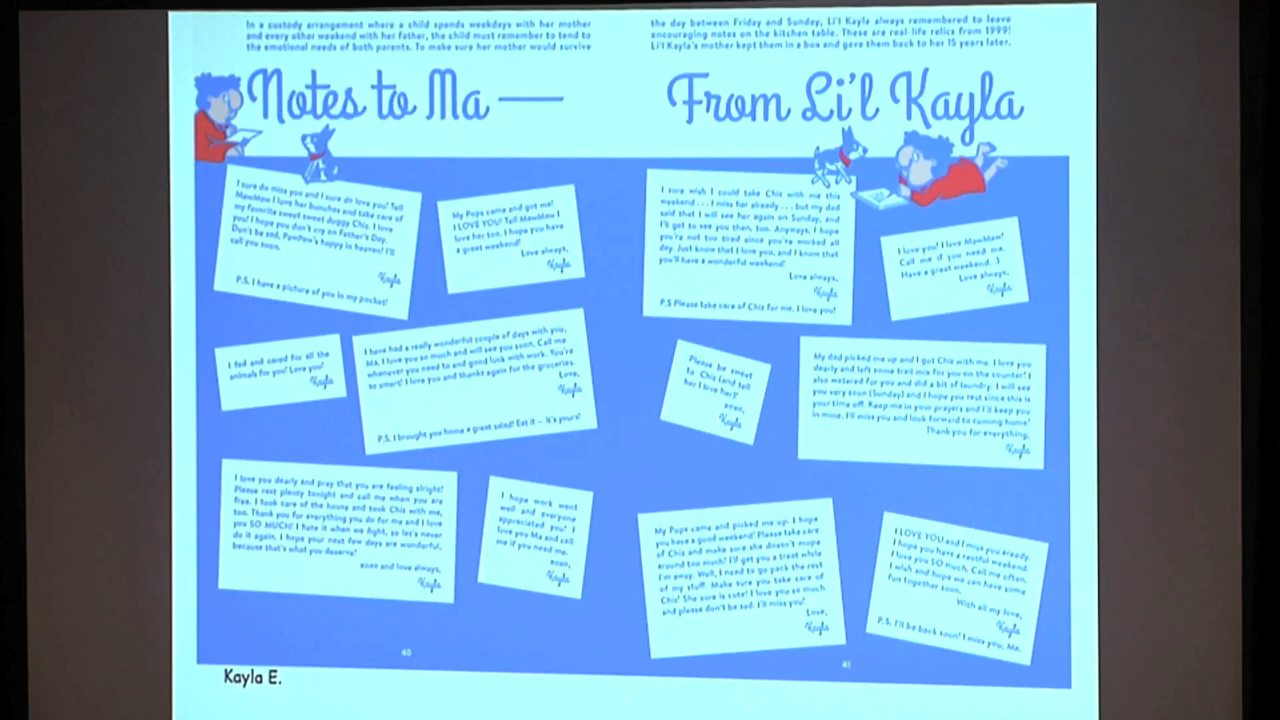 In a custody arrangement where a child spends weekdays with her mother
and every other weekend with her father, the child must remember to tend to
the emotional needs of both parents. To make sure her mother would survive
the day between Friday and Sunday, Li'l Kayla always remembered to leave
encouraging notes on the kitchen table. These are real-life relics from 1999!
Li'l Kayla's mother kept them in a box and gave them back to her 15 years later.
Notes to Ma —
From Li'l Kayla
I sure do miss you and I sure do love you! Tell
MawMaw I love her bunches and take care of
my favorite sweet sweet doggy Chis. I love
you! I hope you don't cry on Father's Day.
Don't be sad, PawPaw's happy in heaven! I'll
call you soon.
Kayla
P.S. I have a picture of you in my pocket!
My Pops came and got me!
I LOVE YOU! Tell MawMaw I
love her too. I hope you have
a great weekend!
Love always,
Kayla
I fed and cared for all the
animals for you! Love you!
Kayla
I have had a really wonderful couple of days with you,
Ma. I love you so much and will see you soon. Call me
whenever you need to and good luck with work. You're
so smart! I love you and thanks again for the groceries.
Love,
Kayla
P.S. I brought you home a great salad! Eat it — it's yours!
I love you dearly and pray that you are feeling alright!
Please rest plenty tonight and call me when you are
free. I took care of the house and took Chis with me,
too. Thank you for everything you do for me and I love
you SO MUCH! I hate it when we fight, so let's never
do it again. I hope your next few days are wonderful,
because that's what you deserve!
xoxo and love always,
Kayla
I hope work went
well and everyone
appreciated you! I
love you Ma and call
me if you need me.
xoxo,
Kayla
40
I sure wish I could take Chis with me this
weekend . . . I miss her already . . . but my dad
said that I will see her again on Sunday, and
I'll get to see you then, too. Anyways, I hope
you're not too tired since you've worked all
day. Just know that I love you, and I know that
you'll have a wonderful weekend!
Love always,
Kayla
P.S Please take care of Chis for me. I love you!
I love you! I love MawMaw!
Call me if you need me.
Have a great weekend. :)
Love always,
Kayla
Please be sweet
to Chis (and tell
her I love her)!
xoxo,
Kayla
My dad picked me up and I got Chis with me. I love you
dearly and left some trail mix for you on the counter! I
also watered for you and did a bit of laundry. I will see
you very soon (Sunday) and I hope you rest since this is
your time off. Keep me in your prayers and I'll keep you
in mine. I'll miss you and look forward to coming home!
Thank you for everything,
Kayla
My Pops came and picked me up. I hope
you have a good weekend! Please take care
of Chis and make sure she doesn't mope
around too much! I'll get you a treat while
I'm away. Well, I need to go pack the rest
of my stuff. Make sure you take care of
Chis! She sure is cute! I love you so much
and please don't be sad. I'll miss you!
Love,
Kayla
I LOVE YOU and I miss you already.
I hope you have a restful weekend.
I love you SO much. Call me often.
I wish and hope we can have some
fun together soon.
With all my love,
Kayla
P.S. I'll be back soon! I miss you, Ma.
41
Kayla E.